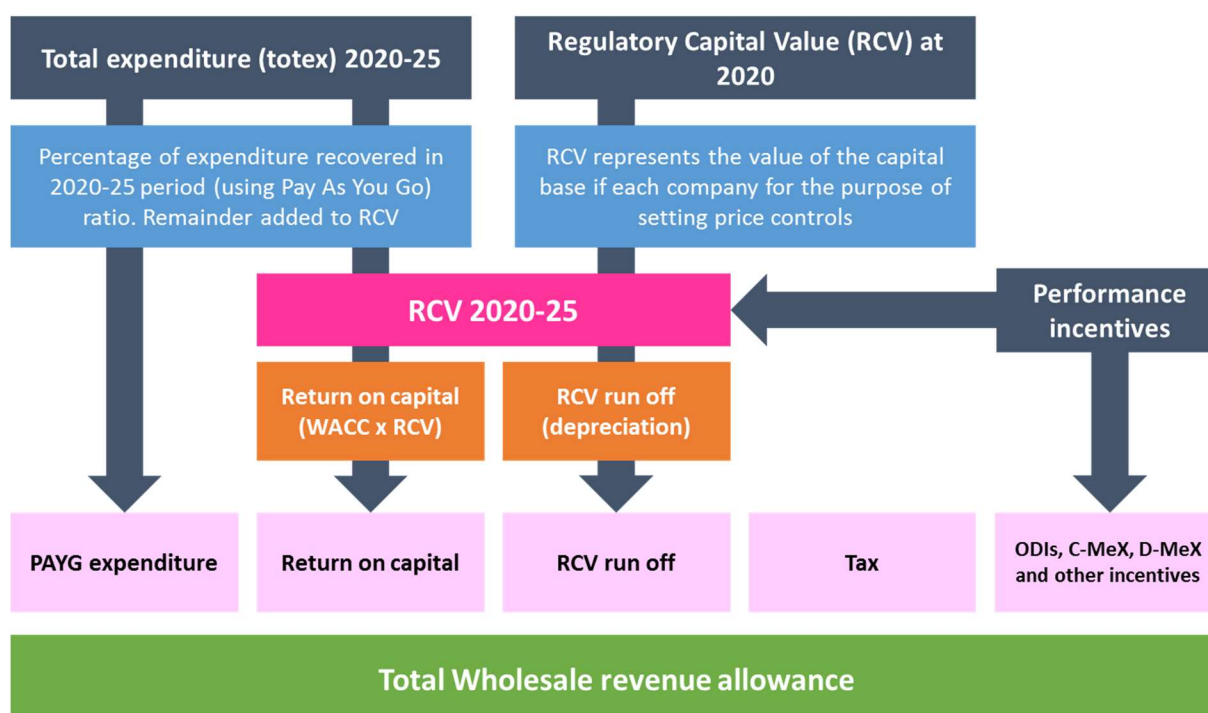 Total expenditure (totex) 2020-25
Regulatory Capital Value (RCV) at
2020
Percentage of expenditure recovered in
2020-25 period (using Pay As You Go)
ratio. Remainder added to RCV
RCV represents the value of the capital
base if each company for the purpose of
setting price controls
RCV 2020-25
Performance
incentives
Return on capital
(WACC x RCV)
RCV run off
(depreciation)
PAYG expenditure
Return on capital
RCV run off
Tax
ODIs, C-MeX, D-MeX
and other incentives
Total Wholesale revenue allowance